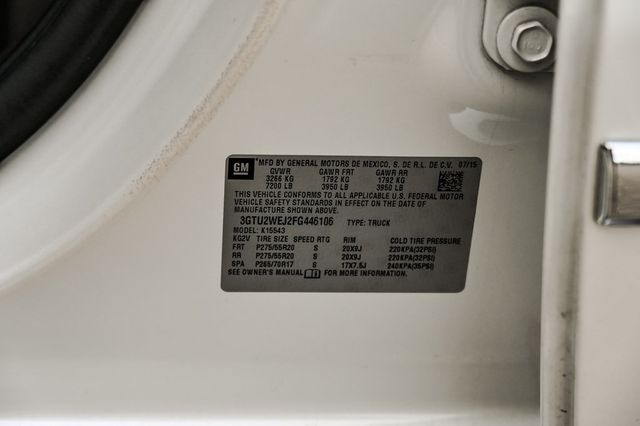 GM
*MFD BY GENERAL MOTORS DE MEXICO, S. DE R.L. DE C.V. 07/15
GVWR GAWR FRT GAWR RR
3266 KG 1792 KG 1792 KG
7200 LB 3950 LB 3950 LB
THIS VEHICLE CONFORMS TO ALL APPLICABLE U.S. FEDERAL MOTOR
VEHICLE SAFETY STANDARDS IN EFFECT ON THE DATE OF
MANUFACTURE SHOWN ABOVE.
3GTU2WEJ2FG446106 TYPE: TRUCK
MODEL: K15543
KG2V TIRE SIZE SPEED RTG RIM COLD TIRE PRESSURE
FRT P275/55R20 S 20X9J 220KPA(32PSI)
RR P275/55R20 S 20X9J 220KPA(32PSI)
SPA P265/70R17 S 17X7.5J 240KPA(35PSI)
SEE OWNER'S MANUAL FOR MORE INFORMATION.